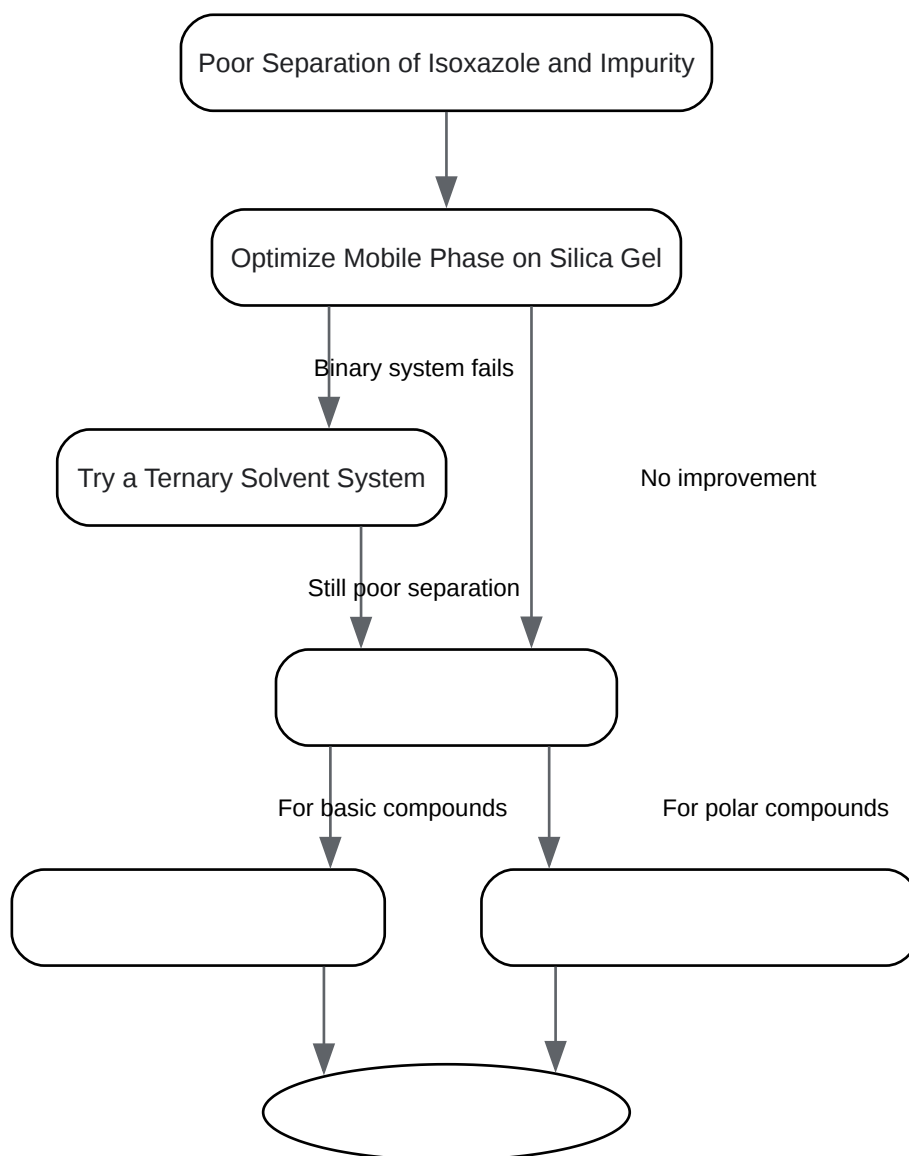 Poor Separation of Isoxazole and Impurity
Optimize Mobile Phase on Silica Gel
Binary system fails
Try a Ternary Solvent System
No improvement
Still poor separation
For basic compounds
For polar compounds